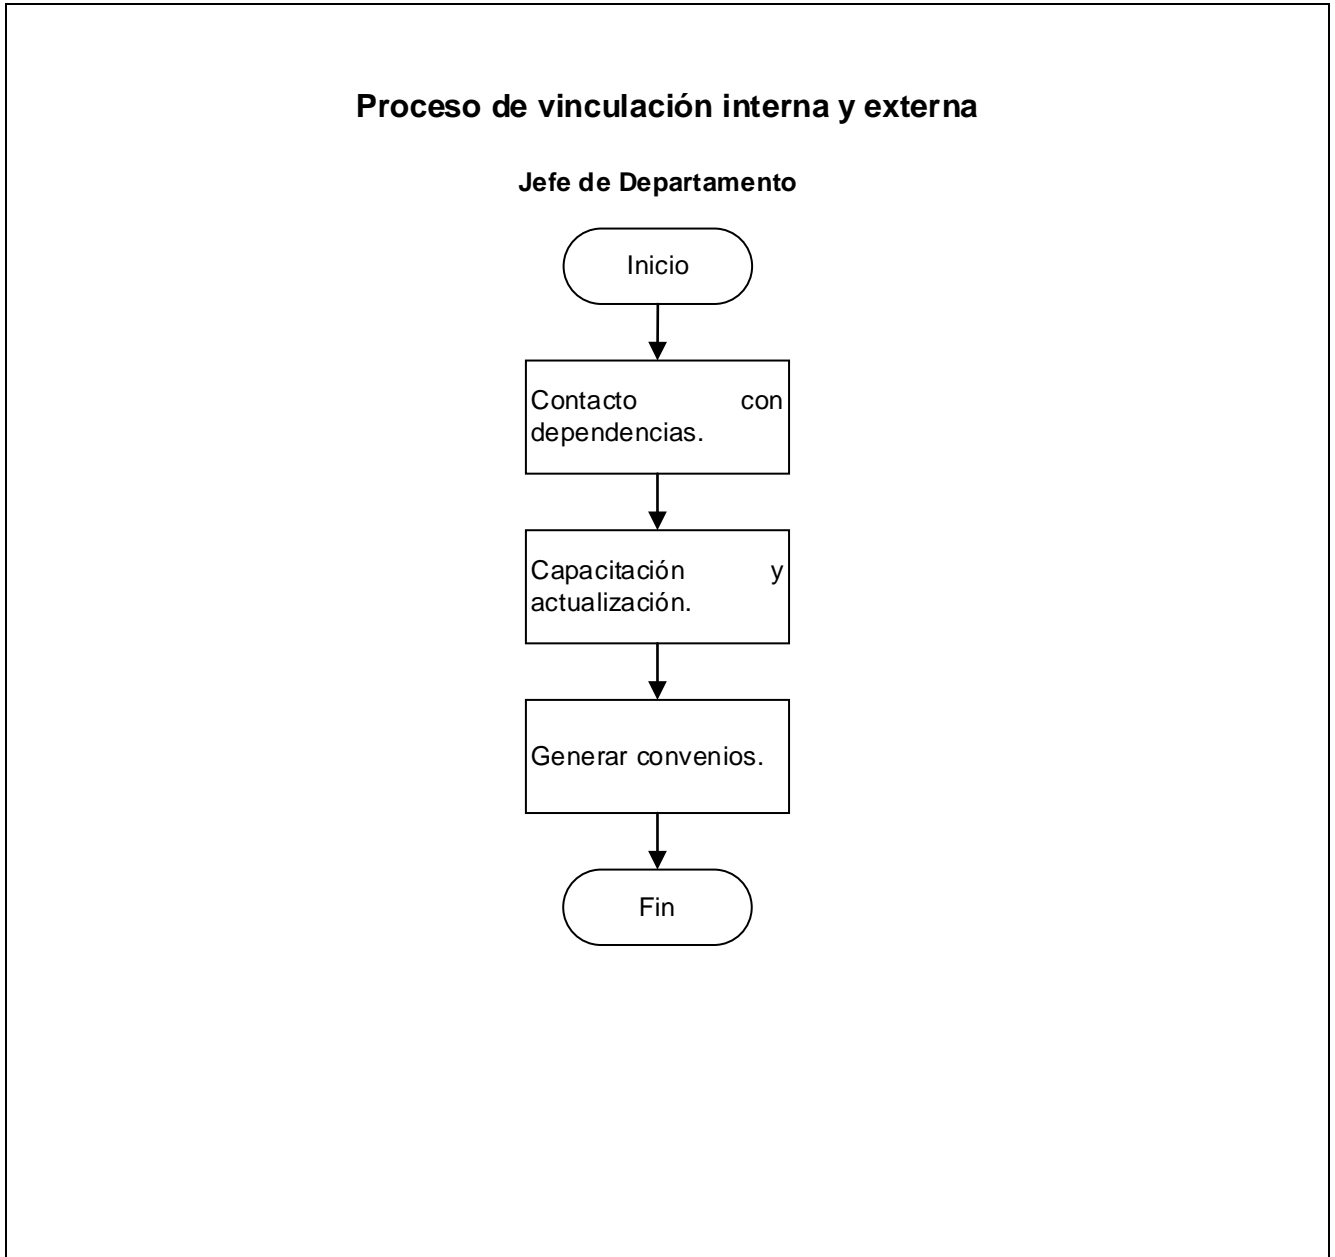 Proceso de vinculación interna y externa
Jefe de Departamento
Inicio
Contacto con
dependencias.
Capacitación y
actualización.
Generar convenios.
Fin